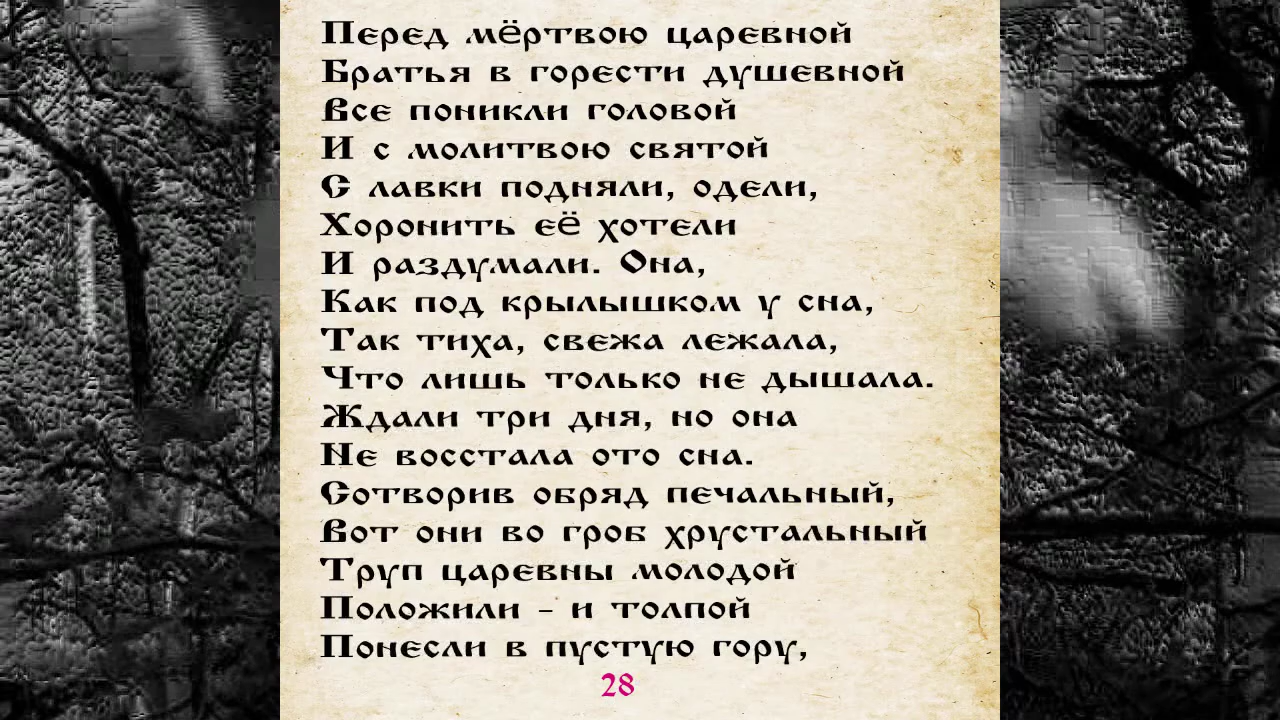 Перед мёртвою царевной
Братья в горести душевной
Все поникли головой
И с молитвою святой
С лавки подняли, одели,
Хоронить её хотели
И раздумали. Она,
Как под крылышком у сна,
Так тиха, свежа лежала,
Что лишь только не дышала.
Ждали три дня, но она
Не восстала ото сна.
Сотворив обряд печальный,
Вот они во гроб хрустальный
Труп царевны молодой
Положили - и толпой
Понесли в пустую гору,
28